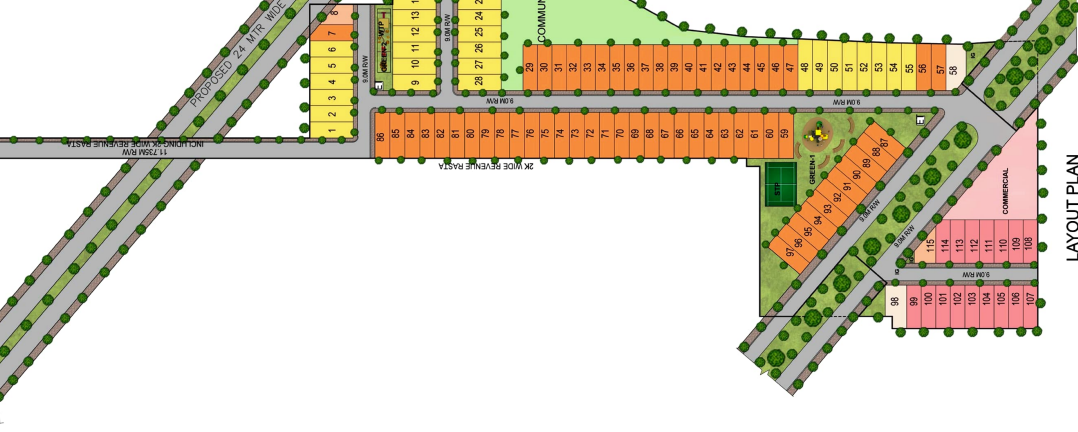 PROPOSED 24 MTR WIDE
INCLUDING 2K WIDE REVENUE RASTA
11.735M R/W
8
7
6
5
4
3
2
1
9.0M R/W
WTP
GREEN-2
13
12
11
10
9
9.0M R/W
24
25
26
27
28
COMMUN
29 30 31 32 33 34 35 36 37 38 39 40 41 42 43 44 45 46 47 48 49 50 51 52 53 54 55 56 57 58
9.0M R/W
9.0M R/W
86 85 84 83 82 81 80 79 78 77 76 75 74 73 72 71 70 69 68 67 66 65 64 63 62 61 60 59
2K WIDE REVENUE RASTA
STP
GREEN-1
87
88
89
90
91
92
93
94
95
96
97
9.0M R/W
9.0M R/W
COMMERCIAL
115 114 113 112 111 110 109 108
9.0M R/W
98 99 100 101 102 103 104 105 106 107
LAYOUT PLAN